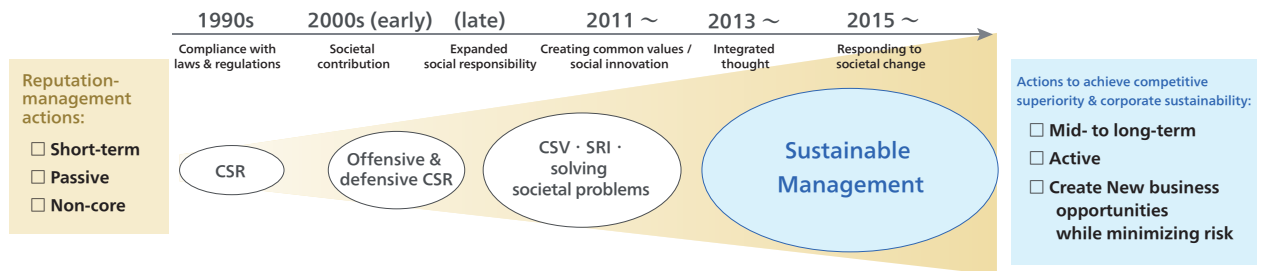 1990s
2000s (early)
(late)
2011 ~
2013 ~
2015 ~
Compliance with
laws & regulations
Societal
contribution
Expanded
social responsibility
Creating common values /
social innovation
Integrated
thought
Responding to
societal change
Reputation-
management
actions:
☐ Short-term
☐ Passive
☐ Non-core
CSR
Offensive &
defensive CSR
CSV · SRI ·
solving
societal problems
Sustainable
Management
Actions to achieve competitive
superiority & corporate sustainability:
☐ Mid- to long-term
☐ Active
☐ Create New business
opportunities
while minimizing risk